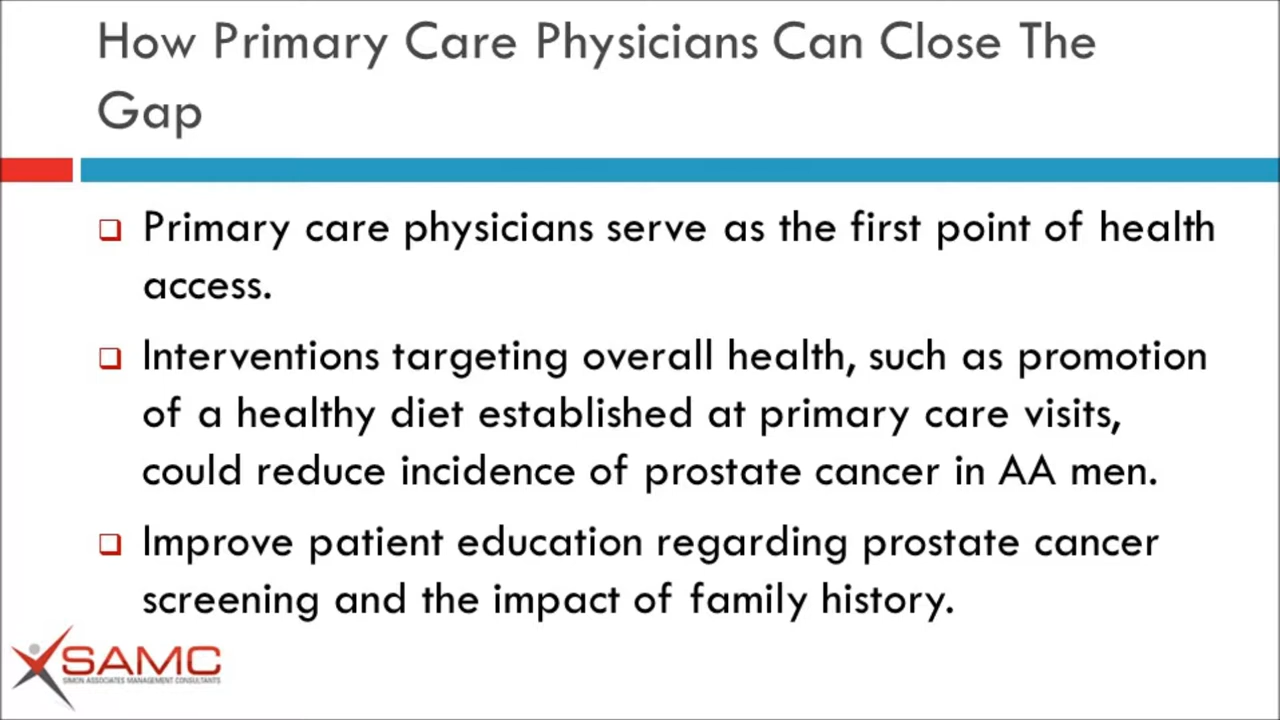 How Primary Care Physicians Can Close The
Gap
Primary care physicians serve as the first point of health
access.
Interventions targeting overall health, such as promotion
of a healthy diet established at primary care visits,
could reduce incidence of prostate cancer in AA men.
Improve patient education regarding prostate cancer
screening and the impact of family history.
SAMC
SIMON ASSOCIATES MANAGEMENT CONSULTANTS